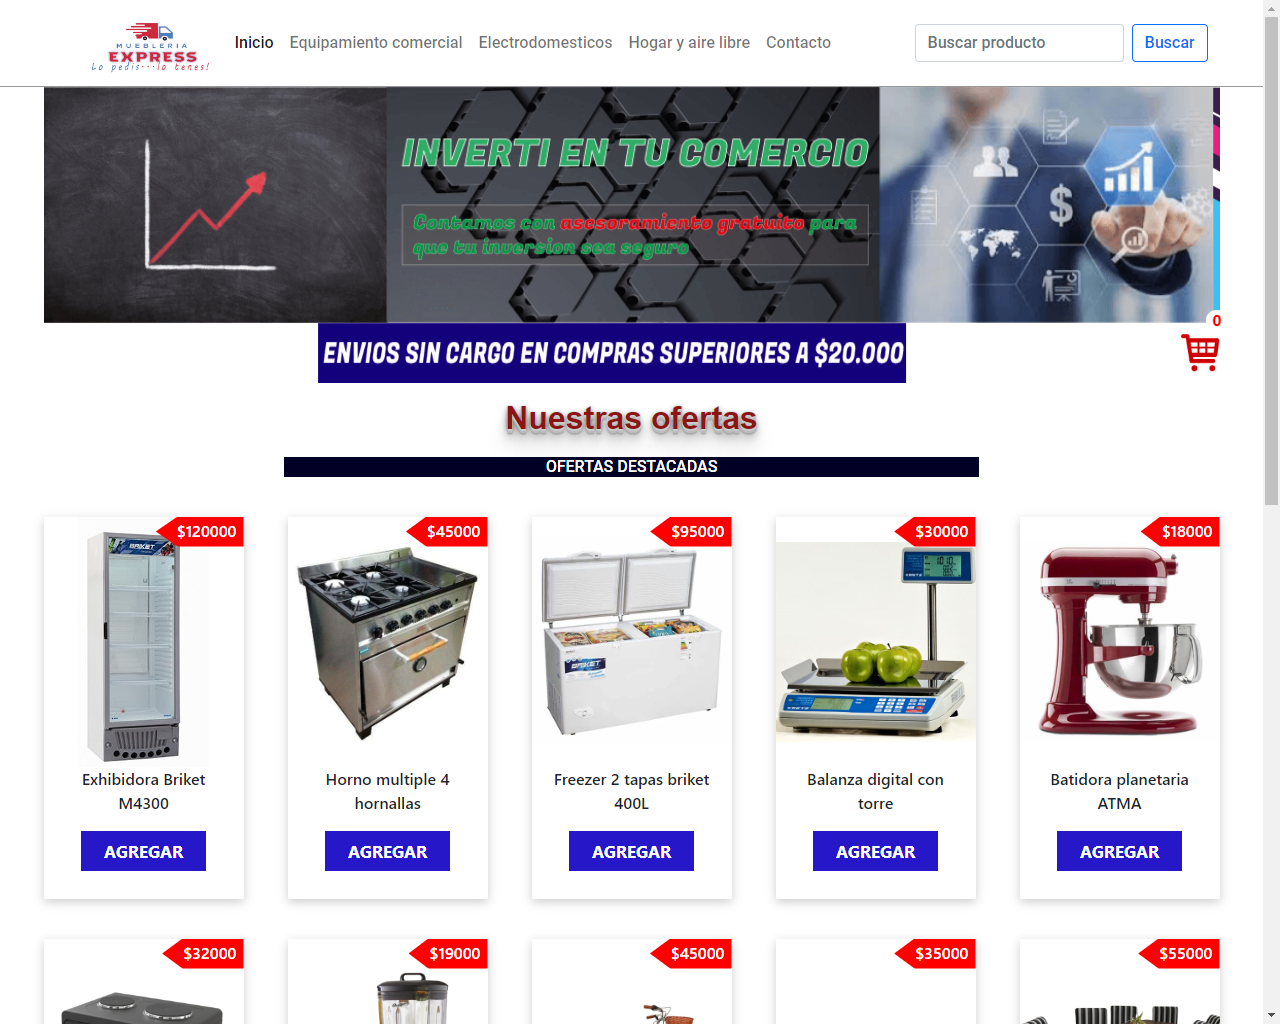 MUEBLERIA
EXPRESS
Lo pedis...lo tenes!
Inicio
Equipamiento comercial
Electrodomesticos
Hogar y aire libre
Contacto
Buscar producto
Buscar
INVERTI EN TU COMERCIO
Contamos con asesoramiento gratuito para
que tu inversion sea seguro
$
0
ENVIOS SIN CARGO EN COMPRAS SUPERIORES A $20.000
Nuestras ofertas
OFERTAS DESTACADAS
$120000
BRIKET
Exhibidora Briket
M4300
AGREGAR
$45000
Horno multiple 4
hornallas
AGREGAR
$95000
BRIKET
Freezer 2 tapas briket
400L
AGREGAR
$30000
Balanza digital con
torre
AGREGAR
$18000
Batidora planetaria
ATMA
AGREGAR
$32000
$19000
$45000
$35000
$55000